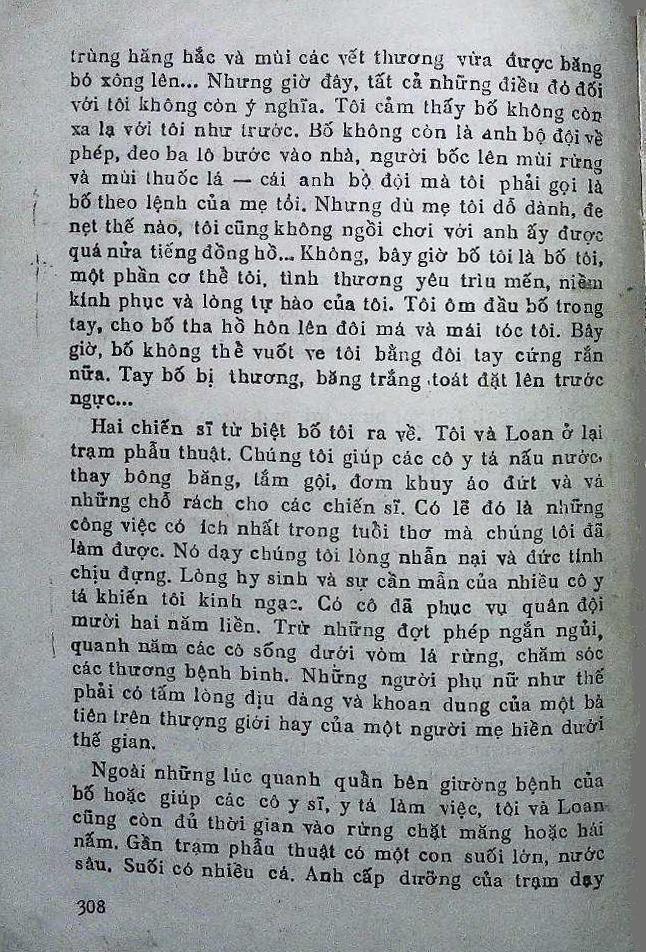 trùng hăng hắc và mùi các vết thương vừa được băng
bó xông lên... Nhưng giờ đây, tất cả những điều đó đối
với tôi không còn ý nghĩa. Tôi cảm thấy bố không còn
xa lạ với tôi như trước. Bố không còn là anh bộ đội về
phép, đeo ba lô bước vào nhà, người bốc lên mùi rừng
và mùi thuốc lá — cái anh bộ đội mà tôi phải gọi là
bố theo lệnh của mẹ tôi. Nhưng dù mẹ tôi dỗ dành, đe
nẹt thế nào, tôi cũng không ngồi chơi với anh ấy được
quá nửa tiếng đồng hồ... Không, bây giờ bố tôi là bố tôi,
một phần cơ thể tôi, tình thương yêu trìu mến, niềm
kính phục và lòng tự hào của tôi. Tôi ôm đầu bố trong
tay, cho bố tha hồ hôn lên đôi má và mái tóc tôi. Bây
giờ, bố không thể vuốt ve tôi bằng đôi tay cứng rắn
nữa. Tay bố bị thương, băng trắng toát đặt lên trước
ngực...
Hai chiến sĩ từ biệt bố tôi ra về. Tôi và Loan ở lại
trạm phẫu thuật. Chúng tôi giúp các cô y tá nấu nước,
thay bông băng, tắm gội, đơm khuy áo đứt và vá
những chỗ rách cho các chiến sĩ. Có lẽ đó là những
công việc có ích nhất trong tuổi thơ mà chúng tôi đã
làm được. Nó dạy chúng tôi lòng nhẫn nại và đức tính
chịu đựng. Lòng hy sinh và sự cần mẫn của nhiều cô y
tá khiến tôi kinh ngạc. Có cô đã phục vụ quân đội
mười hai năm liền. Trừ những đợt phép ngắn ngủi,
quanh năm các cô sống dưới vòm lá rừng, chăm sóc
các thương bệnh binh. Những người phụ nữ như thế
phải có tấm lòng dịu dàng và khoan dung của một bà
tiên trên thượng giới hay của một người mẹ hiền dưới
thế gian.
Ngoài những lúc quanh quẩn bên giường bệnh của
bố hoặc giúp các cô y sĩ, y tá làm việc, tôi và Loan
cũng còn đủ thời gian vào rừng chặt măng hoặc hái
nấm. Gần trạm phẫu thuật có một con suối lớn, nước
sâu. Suối có nhiều cá. Anh cấp dưỡng của trạm dạy
308